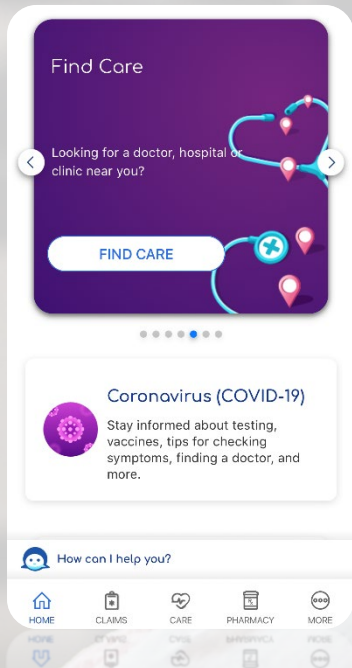 Find Care
Looking for a doctor, hospital or
clinic near you?
FIND CARE
Coronavirus (COVID-19)
Stay informed about testing,
vaccines, tips for checking
symptoms, finding a doctor, and
more.
How can I help you?
HOME CLAIMS CARE PHARMACY MORE